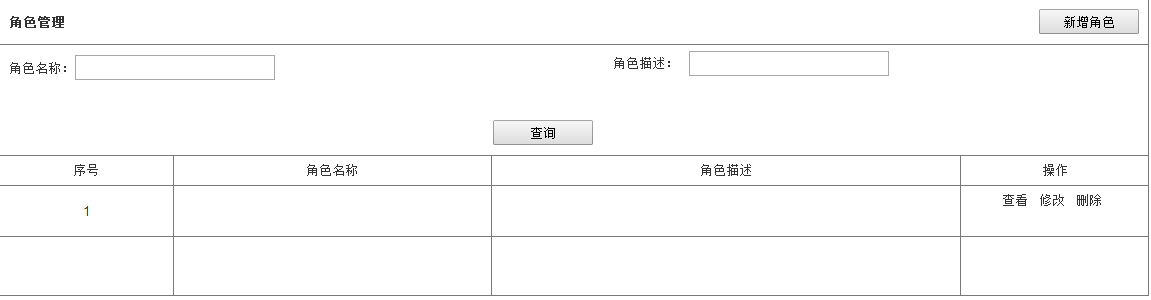 角色管理 新增角色
角色名称： 角色描述：
查询
序号 角色名称 角色描述 操作
1 查看 修改 删除